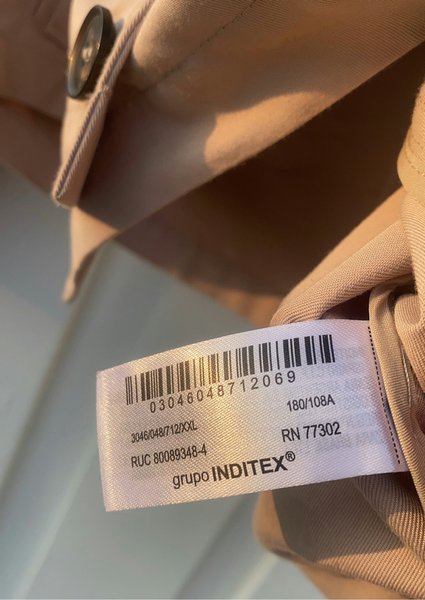 03046048712069
3046/048/712/XXL
180/108A
RUC 80089348-4
RN 77302
grupo INDITEX®